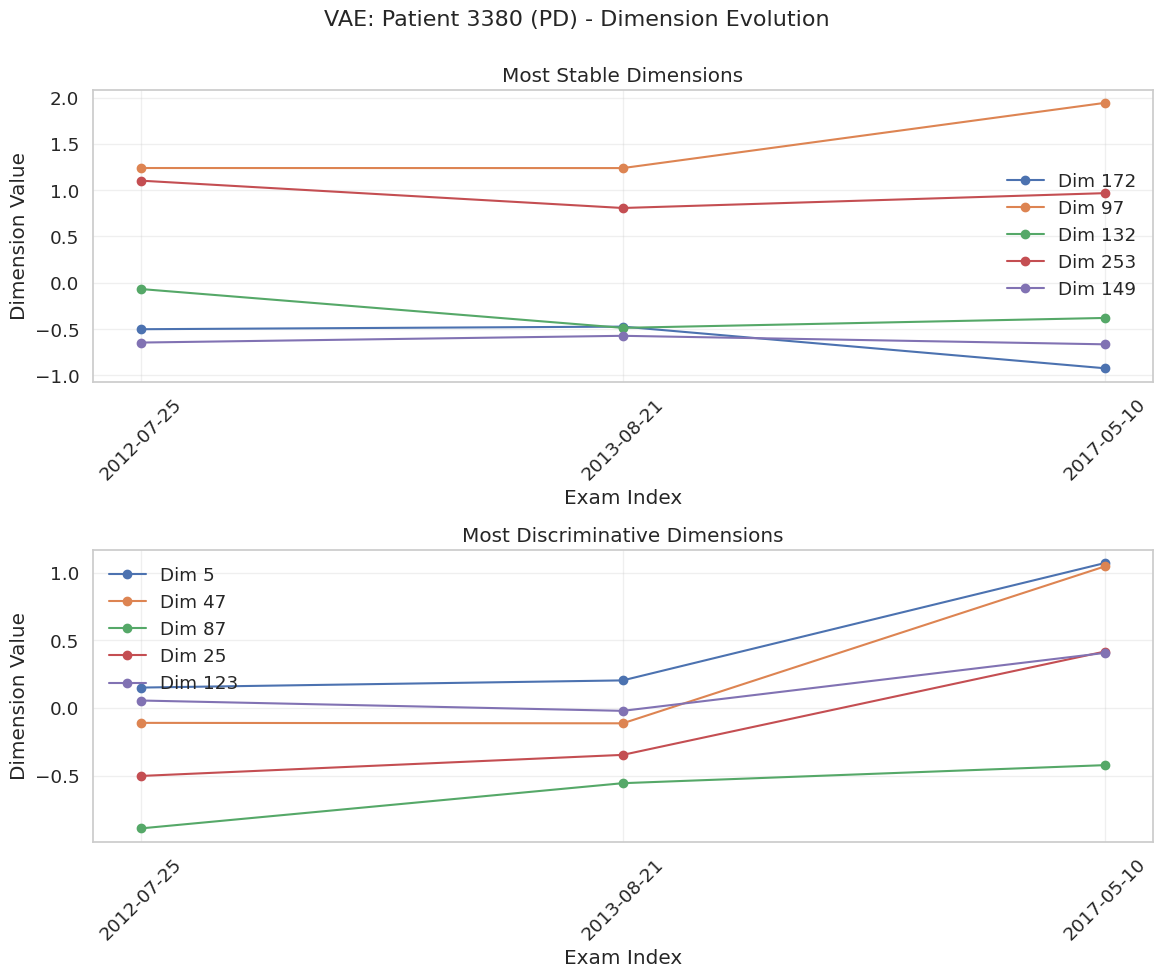 VAE: Patient 3380 (PD) - Dimension Evolution
Most Stable Dimensions
Dimension Value
2.0
1.5
1.0
0.5
0.0
−0.5
−1.0
Dim 172
Dim 97
Dim 132
Dim 253
Dim 149
2012-07-25
2013-08-21
2017-05-10
Exam Index
Most Discriminative Dimensions
Dimension Value
1.0
0.5
0.0
−0.5
Dim 5
Dim 47
Dim 87
Dim 25
Dim 123
2012-07-25
2013-08-21
2017-05-10
Exam Index